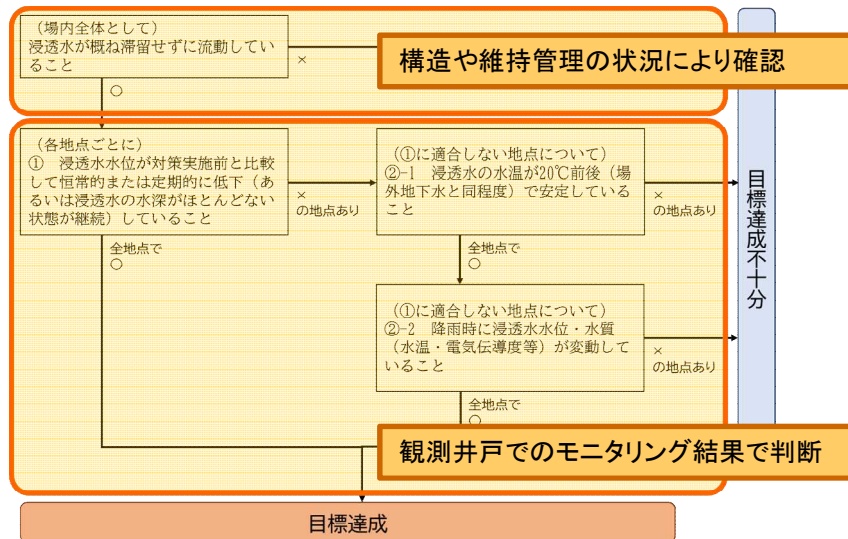 （場内全体として）
浸透水が概ね滞留せずに流動してい
ること
×
構造や維持管理の状況により確認
○
（各地点ごとに）
①　浸透水水位が対策実施前と比較
して恒常的または定期的に低下（あ
るいは浸透水の水深がほとんどない
状態が継続）していること
×
の地点あり
（①に適合しない地点について）
②-1　浸透水の水温が20℃前後（場
外地下水と同程度）で安定している
こと
×
の地点あり
全地点で
○
全地点で
○
（①に適合しない地点について）
②-2　降雨時に浸透水水位・水質
（水温・電気伝導度等）が変動して
いること
×
の地点あり
全地点で
○
観測井戸でのモニタリング結果で判断
目標達成不十分
目標達成